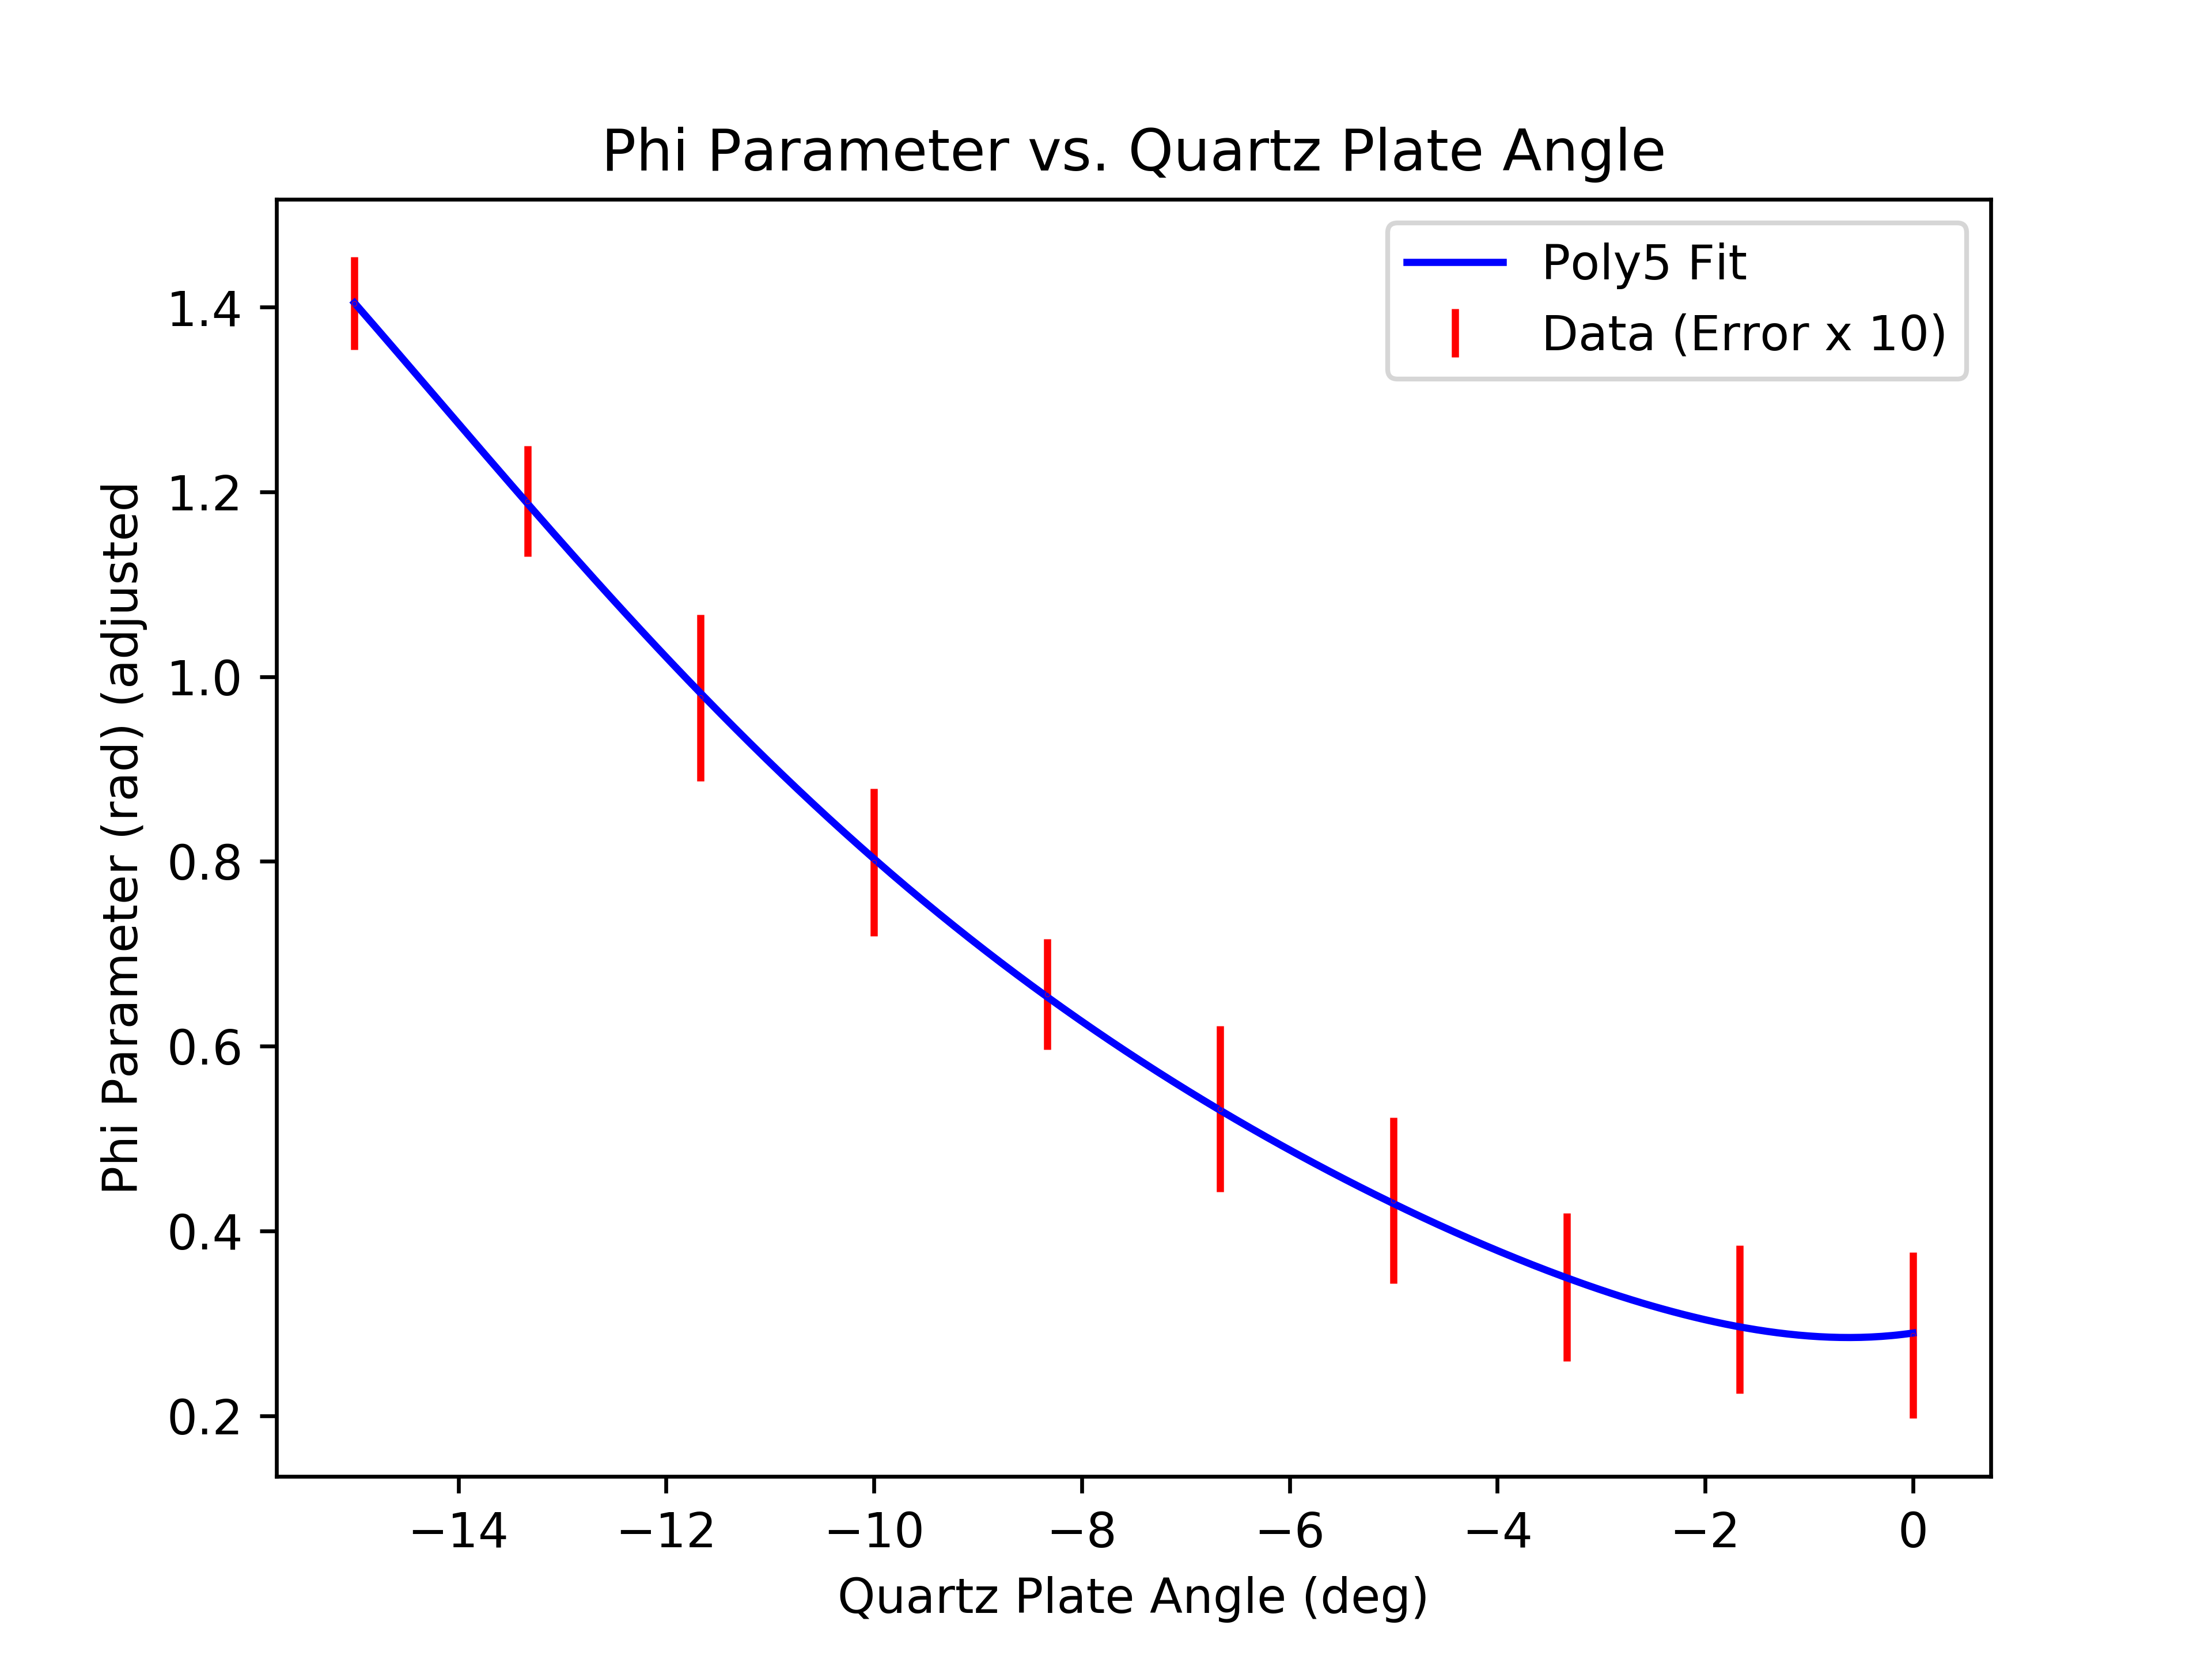 Phi Parameter vs. Quartz Plate Angle
Poly5 Fit
Data (Error x 10)
Phi Parameter (rad) (adjusted
1.4
1.2
1.0
0.8
0.6
0.4
0.2
−14 −12 −10 −8 −6 −4 −2 0
Quartz Plate Angle (deg)